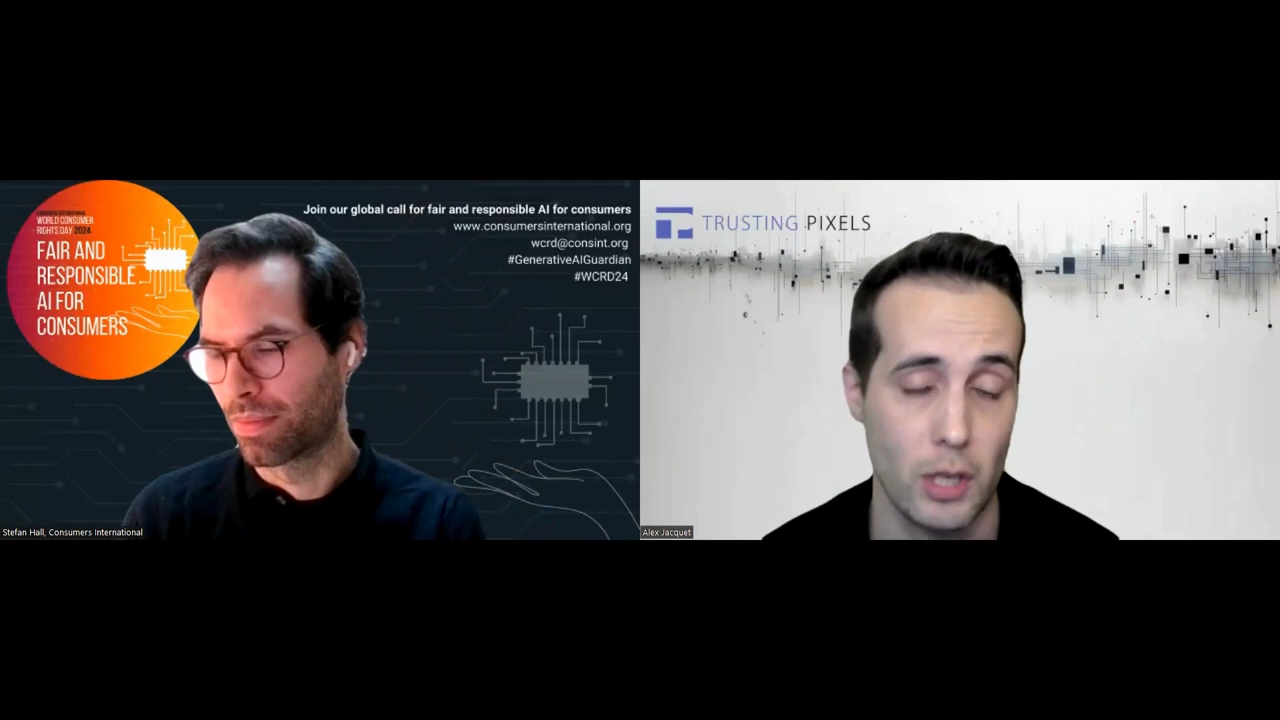 CONSUMERS INTERNATIONAL
WORLD CONSUMER
RIGHTS DAY 2024
FAIR AND
RESPONSIBLE
AI FOR
CONSUMERS
Join our global call for fair and responsible AI for consumers
www.consumersinternational.org
wcrd@consint.org
#GenerativeAIGuardian
#WCRD24
Stefan Hall, Consumers International
TRUSTING PIXELS
Alex Jacquet